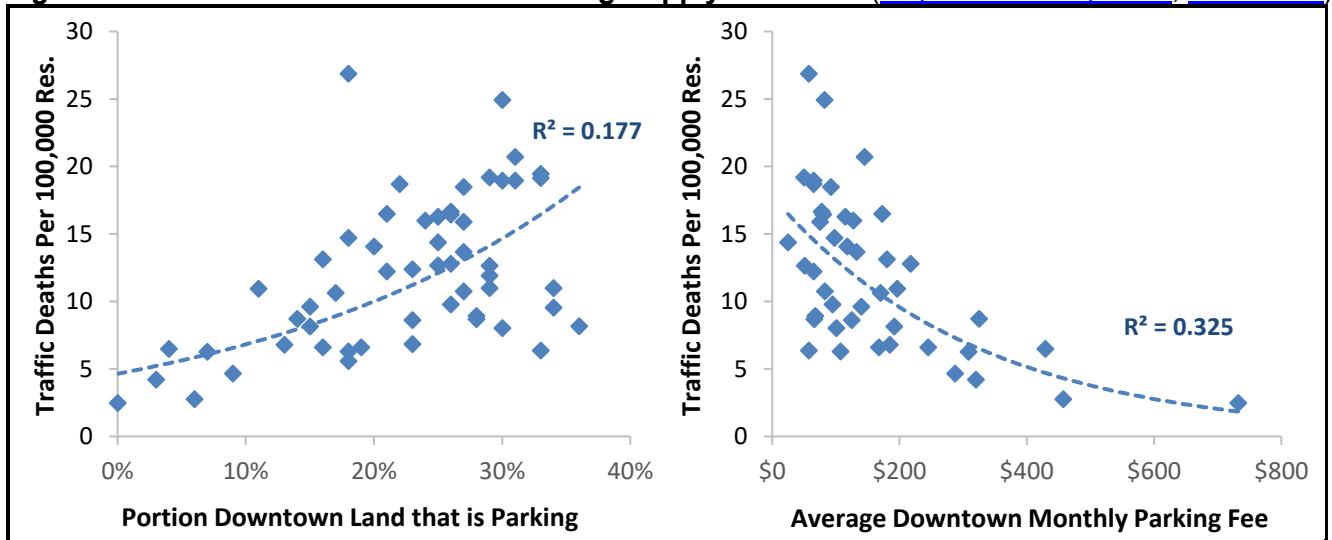 Traffic Deaths Per 100,000 Res.
30
25
20
15
10
5
0
R² = 0.177
0% 10% 20% 30% 40%
Portion Downtown Land that is Parking
Traffic Deaths Per 100,000 Res.
30
25
20
15
10
5
0
R² = 0.325
$0 $200 $400 $600 $800
Average Downtown Monthly Parking Fee